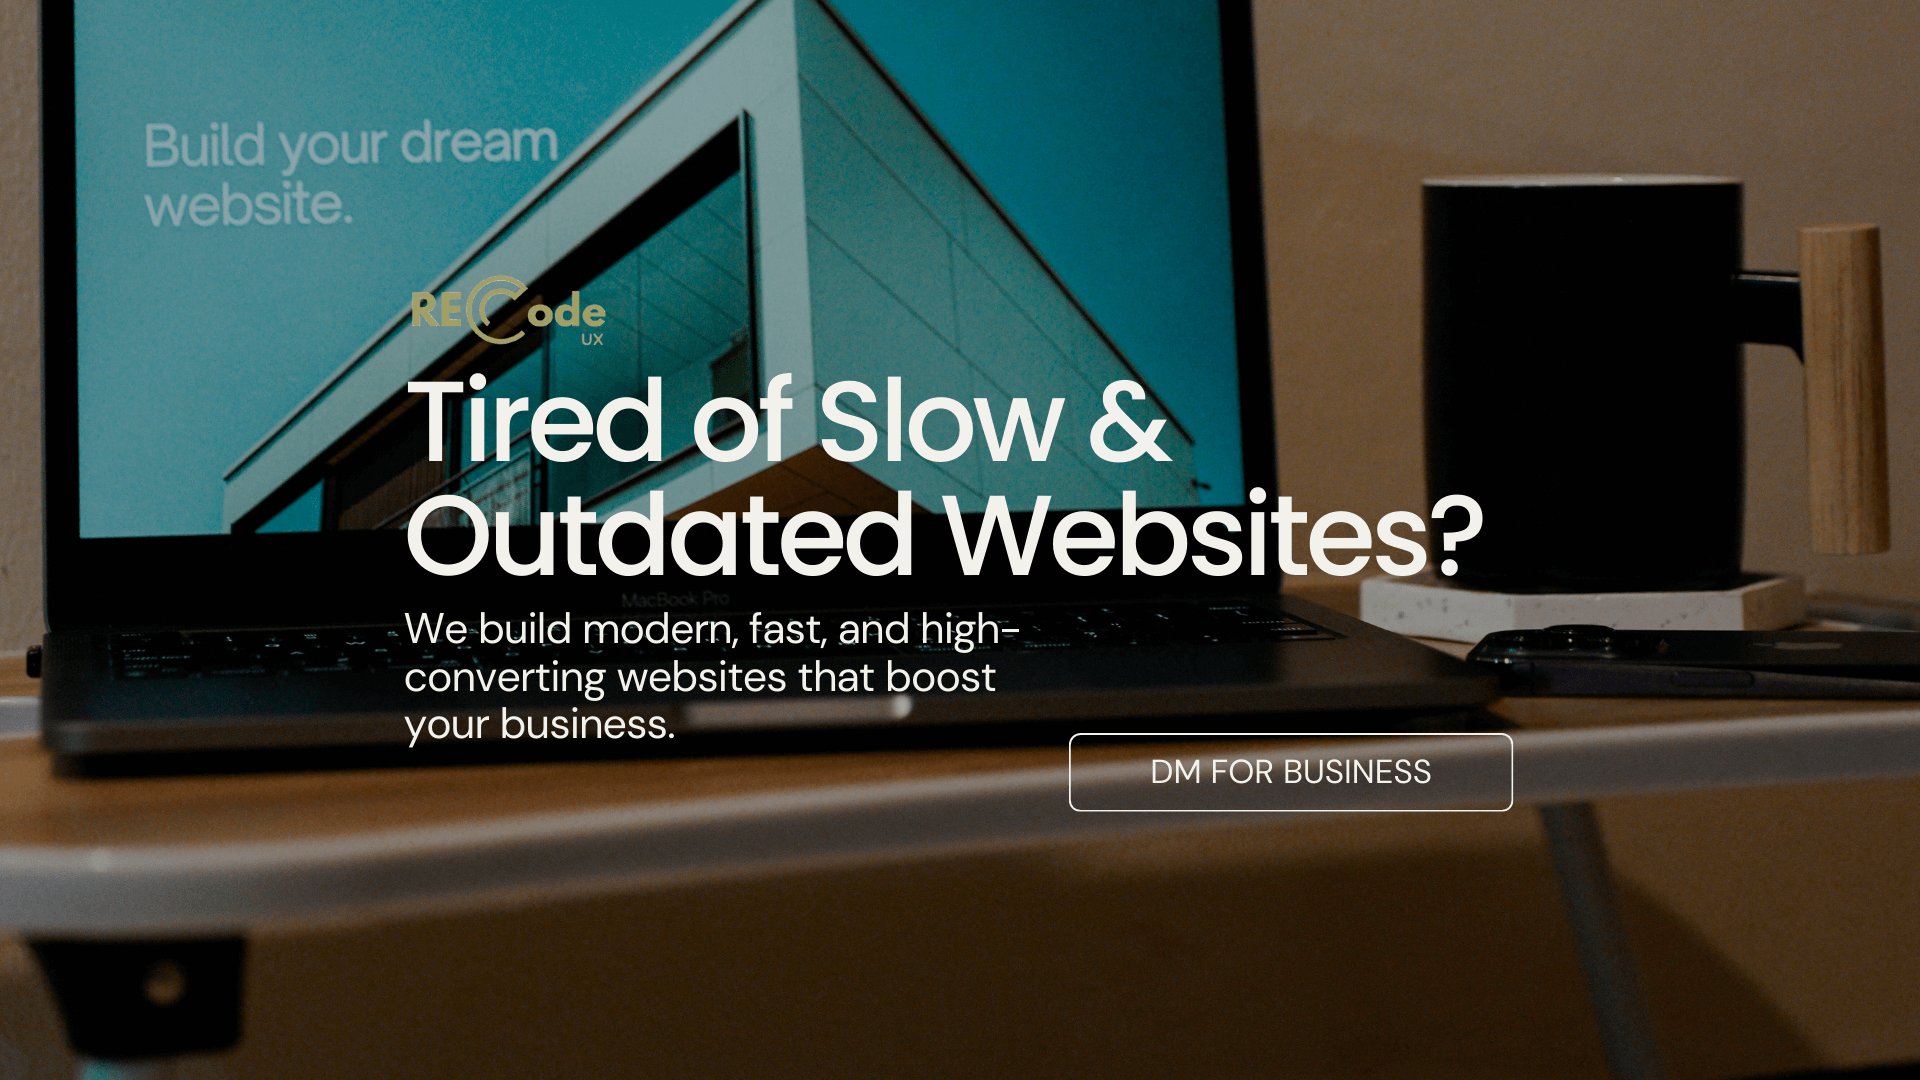 Build your dream
website.
RECode
UX
Tired of Slow &
Outdated Websites?
MacBook Pro
We build modern, fast, and high-
converting websites that boost
your business.
DM FOR BUSINESS